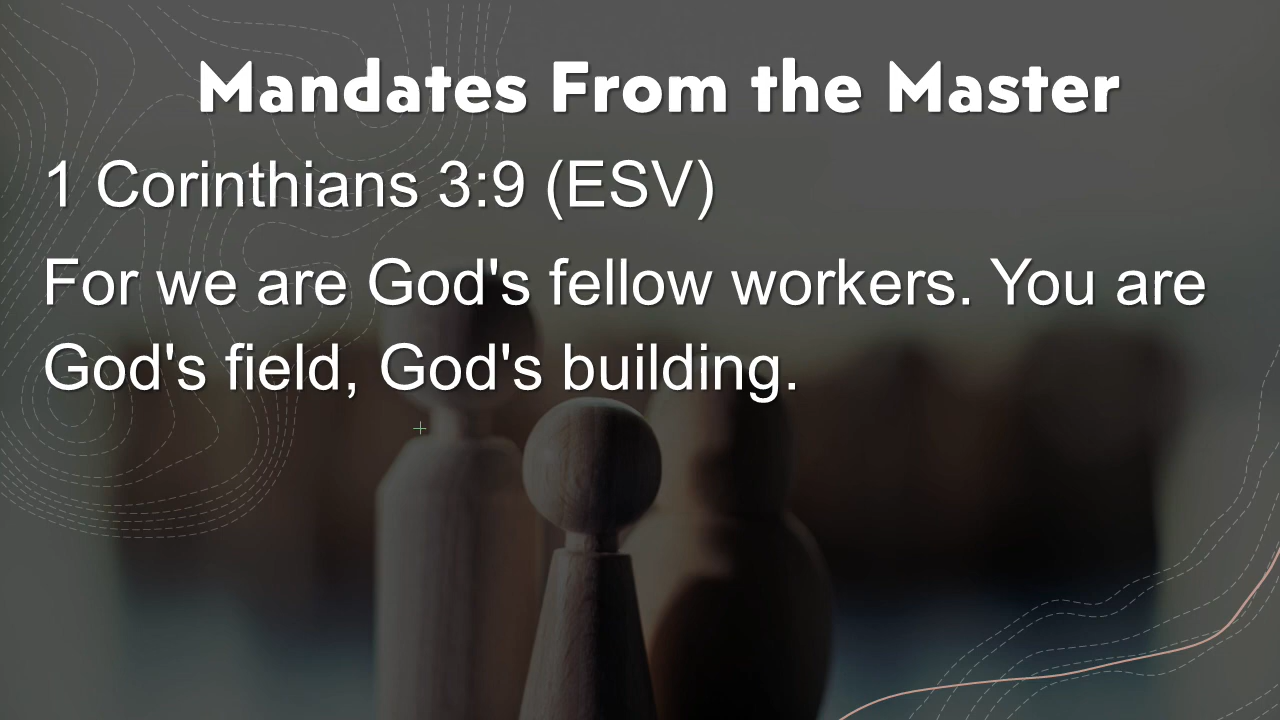 Mandates From the Master
1 Corinthians 3:9 (ESV)
For we are God's fellow workers. You are
God's field, God's building.